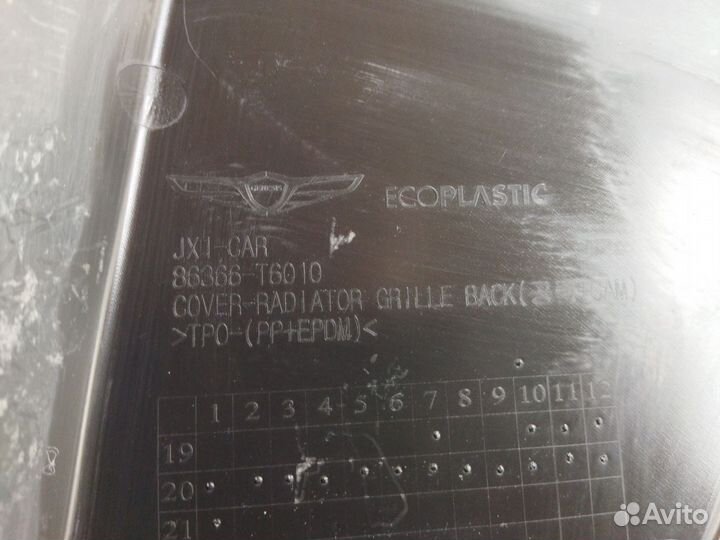 GENESIS ECOPLASTIC
JX1-CAR
86366-T6010
COVER-RADIATOR GRILLE BACK(
>TPO-(PP+EPDM)<
1 2 3 4 5 6 7 8 9 10 11 12
19
20
21
Avito